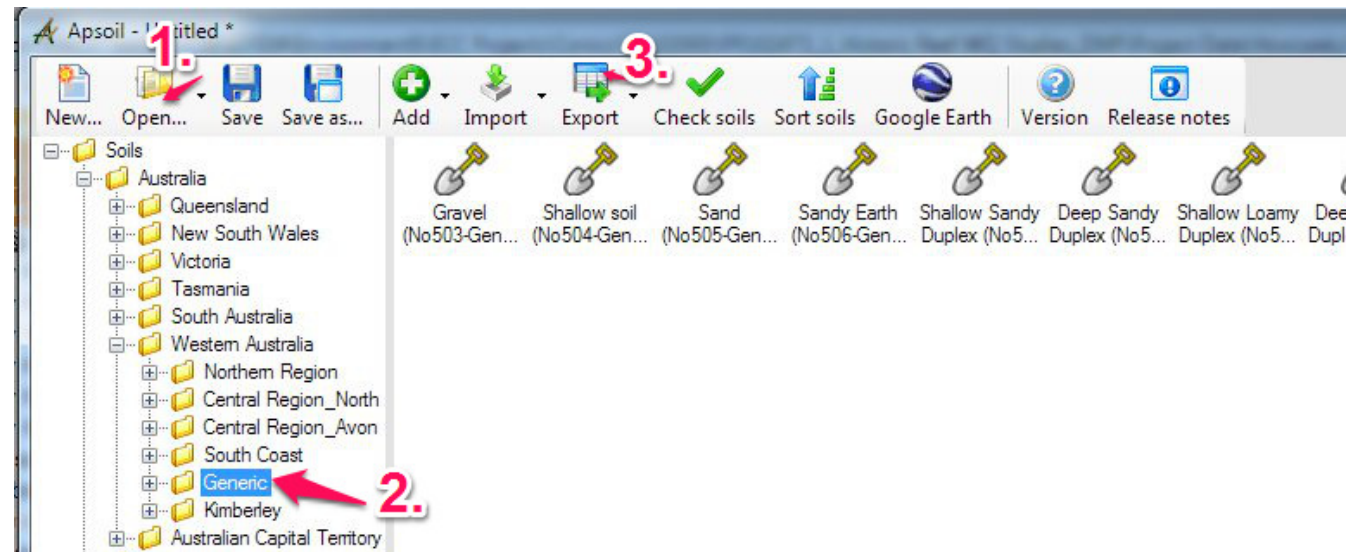 Apsoil - Untitled *
1.
3.
New... Open... Save Save as... Add Import Export Check soils Sort soils Google Earth Version Release notes
Soils
Australia
Queensland
New South Wales
Victoria
Tasmania
South Australia
Western Australia
Northern Region
Central Region_North
Central Region_Avon
South Coast
Generic
2.
Kimberley
Australian Capital Territory
Gravel Shallow soil Sand Sandy Earth Shallow Sandy Deep Sandy Shallow Loamy Dee
(No503-Gen... (No504-Gen... (No505-Gen... (No506-Gen... Duplex (No5... Duplex (No5... Duplex (No5... Dupl